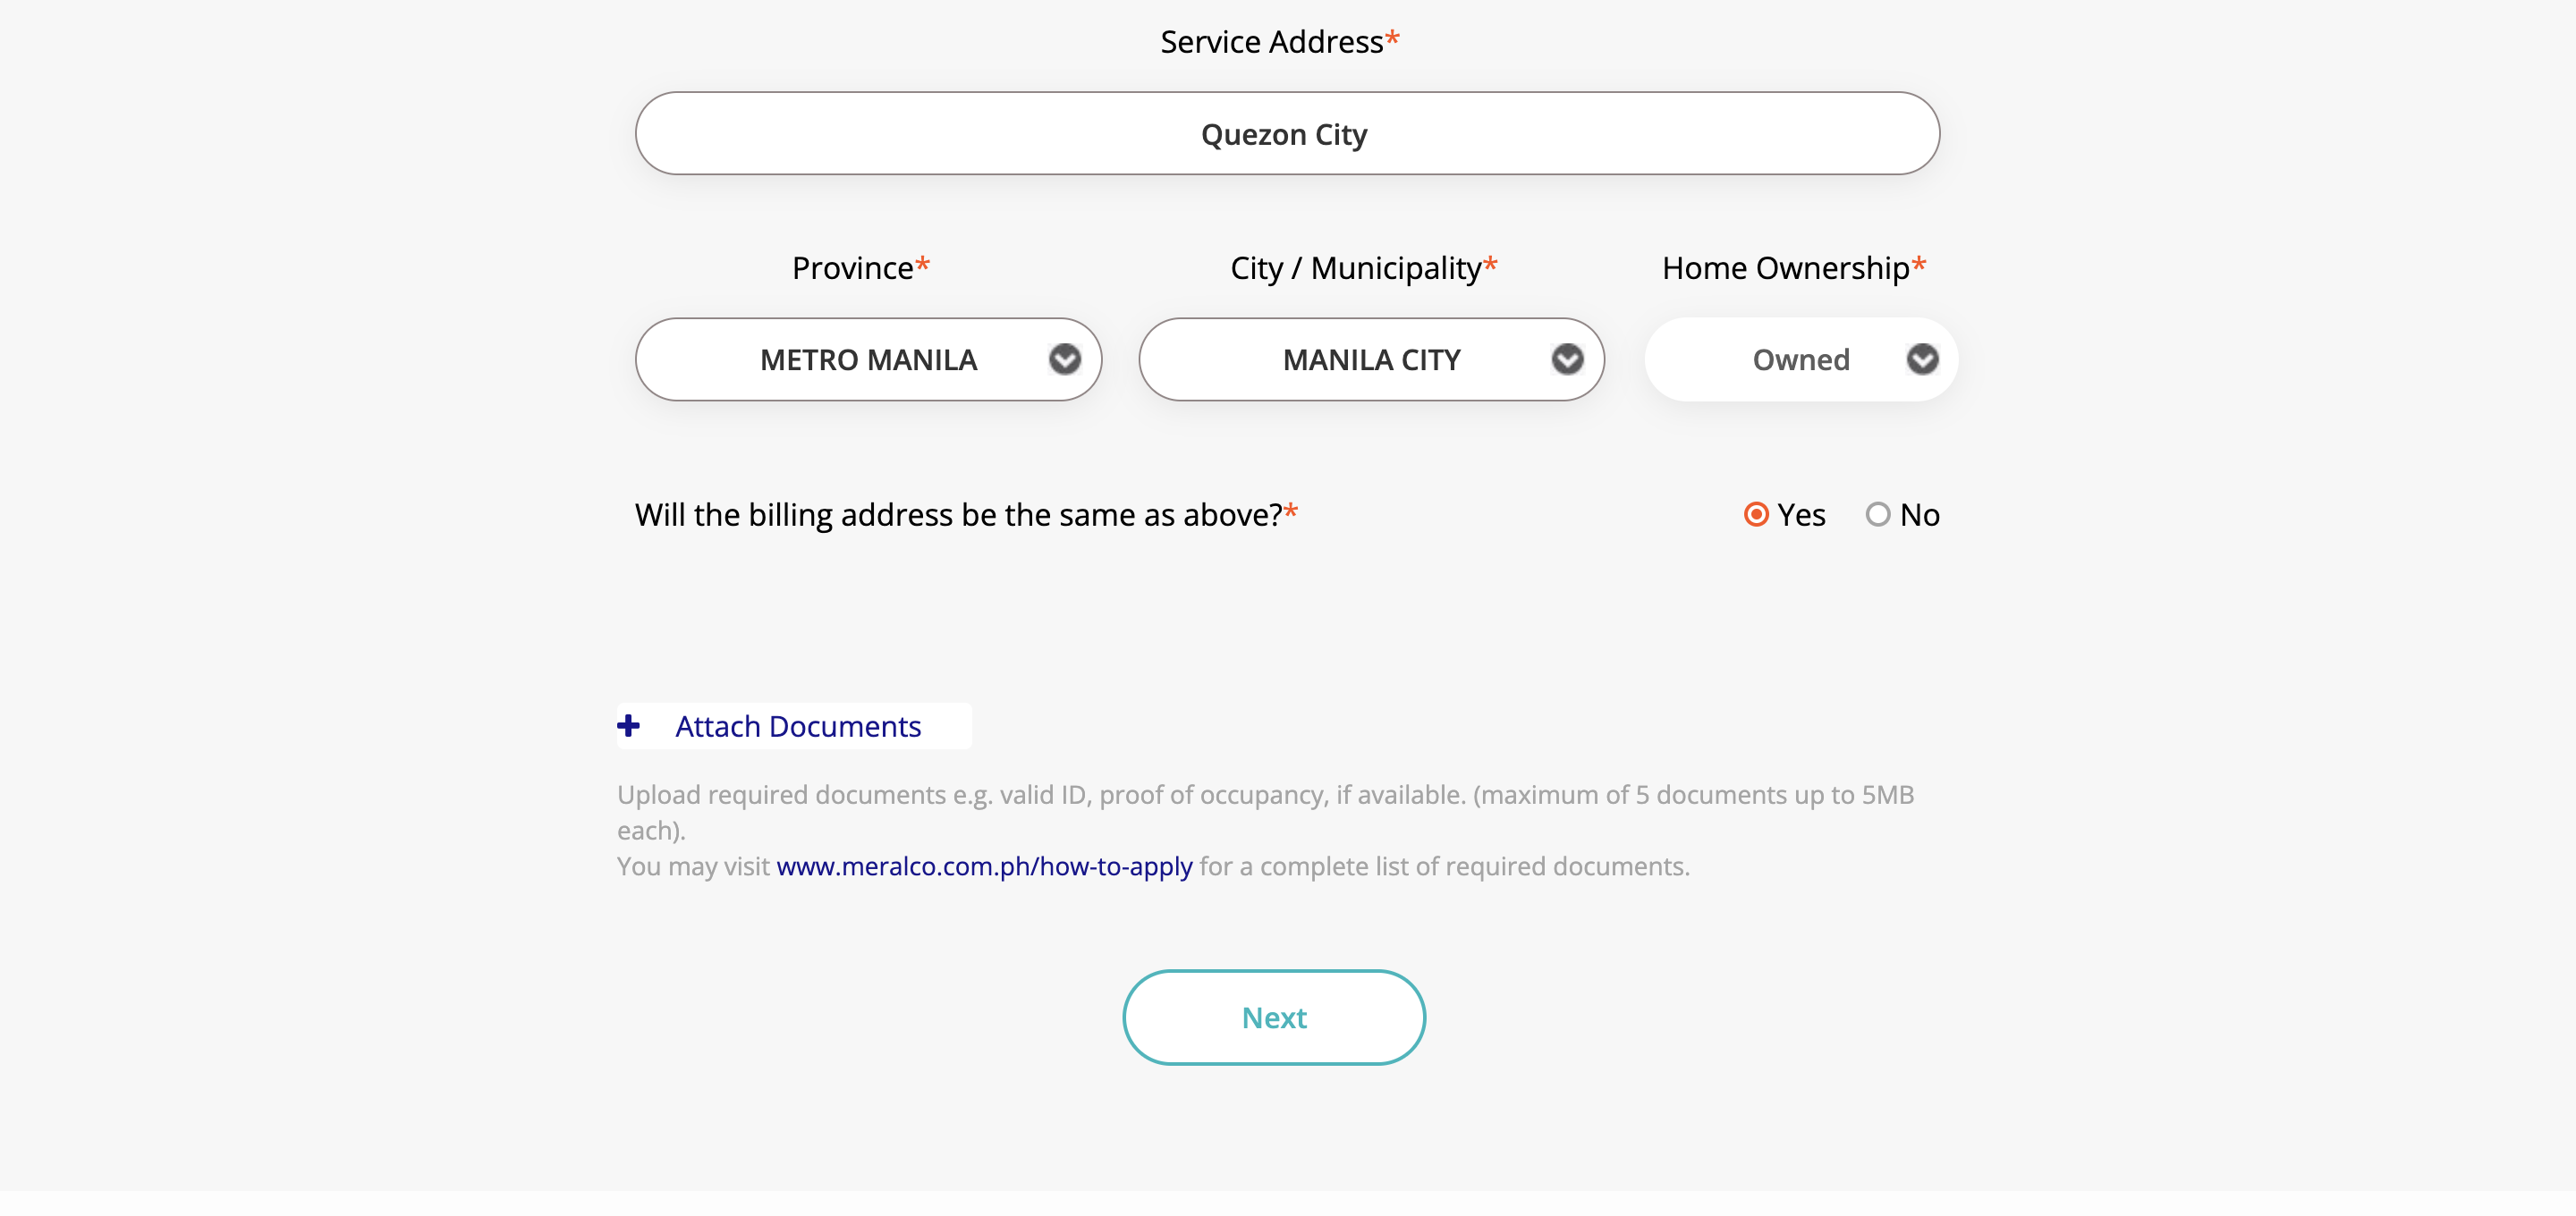 Service Address*
Quezon City
Province* City / Municipality* Home Ownership*
METRO MANILA MANILA CITY Owned
Will the billing address be the same as above?* Yes No
Attach Documents
Upload required documents e.g. valid ID, proof of occupancy, if available. (maximum of 5 documents up to 5MB
each).
You may visit www.meralco.com.ph/how-to-apply for a complete list of required documents.
Next